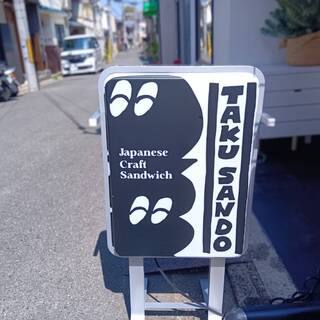 Japanese
Craft
Sandwich
TAKU SANDO